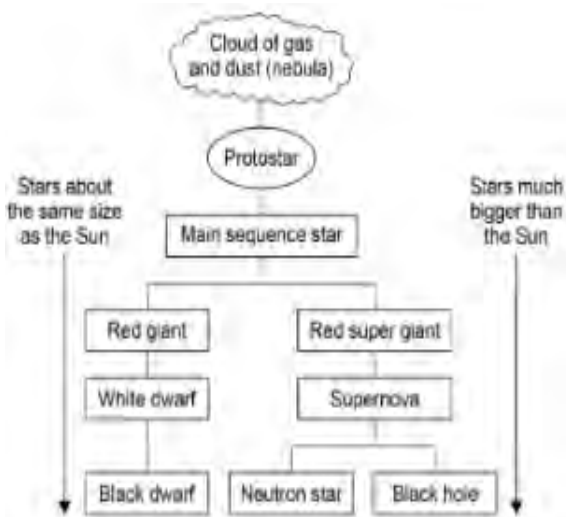 Cloud of gas
and dust (nebula)
Protostar
Stars about
the same size
as the Sun
Stars much
bigger than
the Sun
Main sequence star
Red giant
Red super giant
White dwarf
Supernova
Black dwarf
Neutron star
Black hole